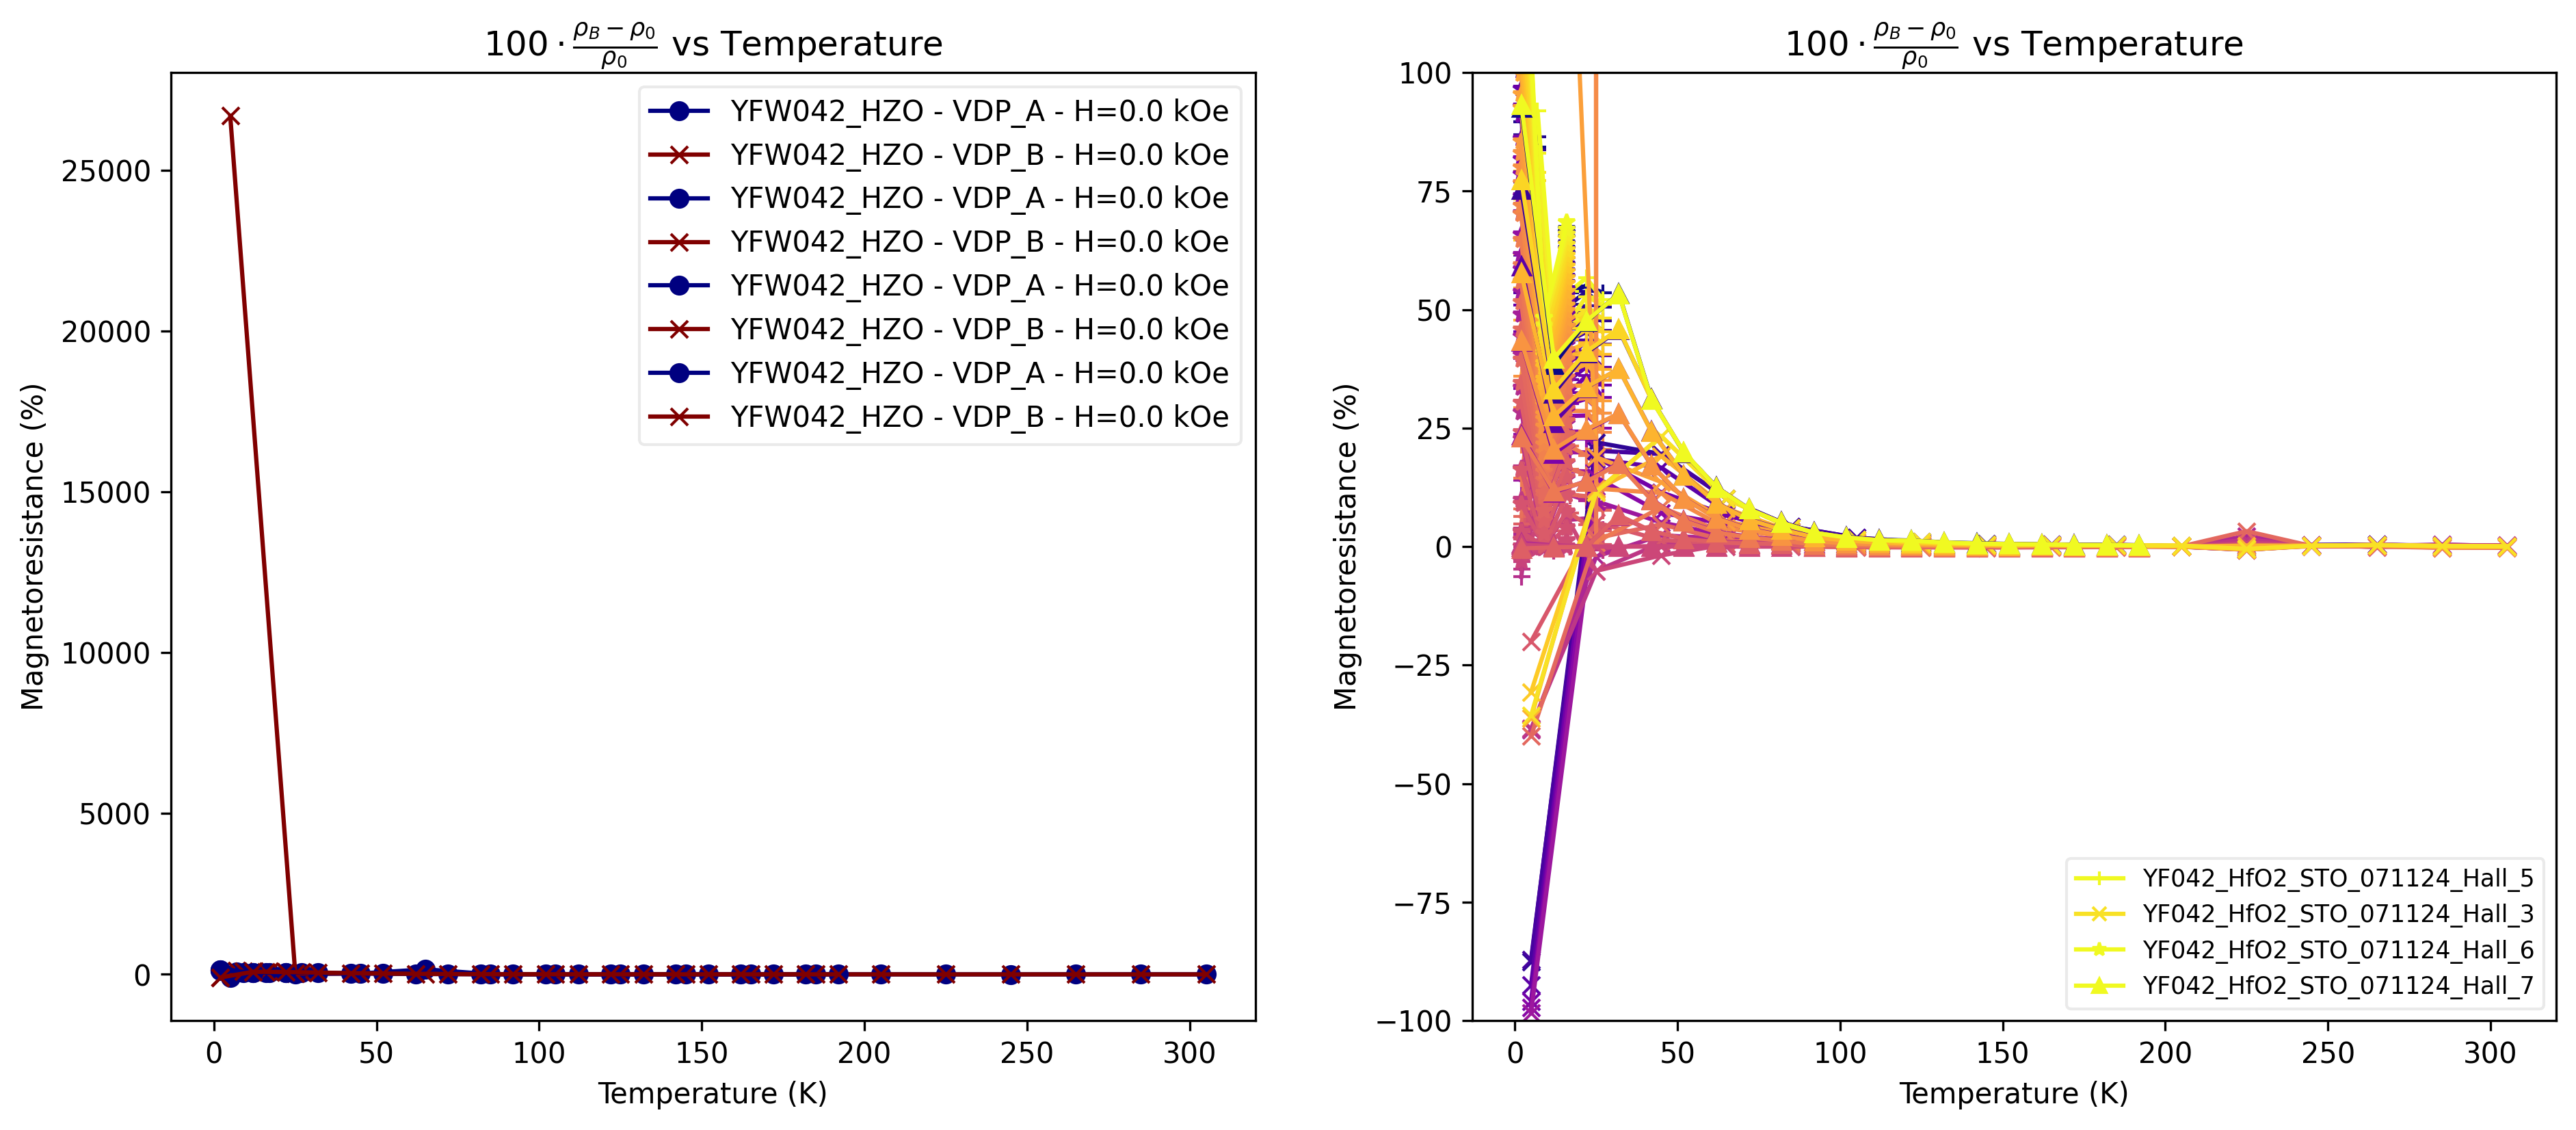 100 · ρB − ρ0 / ρ0 vs Temperature
25000
20000
15000
10000
5000
0
Magnetoresistance (%)
YFW042_HZO - VDP_A - H=0.0 kOe
YFW042_HZO - VDP_B - H=0.0 kOe
YFW042_HZO - VDP_A - H=0.0 kOe
YFW042_HZO - VDP_B - H=0.0 kOe
YFW042_HZO - VDP_A - H=0.0 kOe
YFW042_HZO - VDP_B - H=0.0 kOe
YFW042_HZO - VDP_A - H=0.0 kOe
YFW042_HZO - VDP_B - H=0.0 kOe
0 50 100 150 200 250 300
Temperature (K)
100 · ρB − ρ0 / ρ0 vs Temperature
100
75
50
25
0
−25
−50
−75
−100
Magnetoresistance (%)
YF042_HfO2_STO_071124_Hall_5
YF042_HfO2_STO_071124_Hall_3
YF042_HfO2_STO_071124_Hall_6
YF042_HfO2_STO_071124_Hall_7
0 50 100 150 200 250 300
Temperature (K)